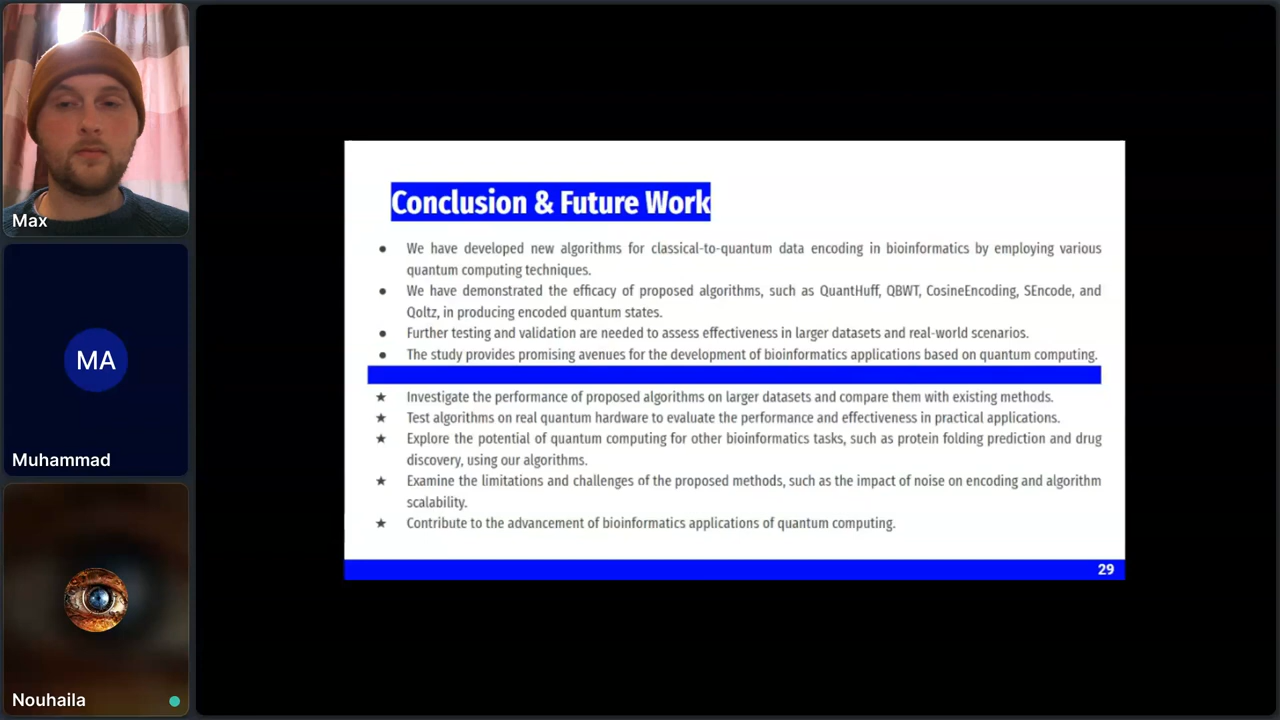 Max
MA
Muhammad
Nouhaila
Conclusion & Future Work
● We have developed new algorithms for classical-to-quantum data encoding in bioinformatics by employing various
quantum computing techniques.
● We have demonstrated the efficacy of proposed algorithms, such as QuantHuff, QBWT, CosineEncoding, SEncode, and
Qoltz, in producing encoded quantum states.
● Further testing and validation are needed to assess effectiveness in larger datasets and real-world scenarios.
● The study provides promising avenues for the development of bioinformatics applications based on quantum computing.
★ Investigate the performance of proposed algorithms on larger datasets and compare them with existing methods.
★ Test algorithms on real quantum hardware to evaluate the performance and effectiveness in practical applications.
★ Explore the potential of quantum computing for other bioinformatics tasks, such as protein folding prediction and drug
discovery, using our algorithms.
★ Examine the limitations and challenges of the proposed methods, such as the impact of noise on encoding and algorithm
scalability.
★ Contribute to the advancement of bioinformatics applications of quantum computing.
29